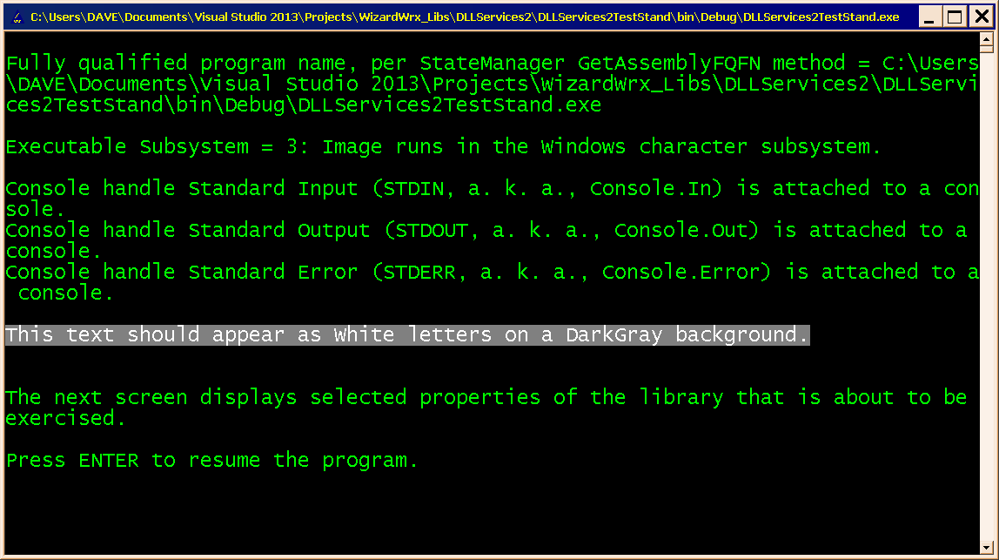 C:\Users\DAVE\Documents\Visual Studio 2013\Projects\WizardWrx_Libs\DLLServices2\DLLServices2TestStand\bin\Debug\DLLServices2TestStand.exe
Fully qualified program name, per StateManager GetAssemblyFQFN method = C:\Users
\DAVE\Documents\Visual Studio 2013\Projects\WizardWrx_Libs\DLLServices2\DLLServi
ces2TestStand\bin\Debug\DLLServices2TestStand.exe
Executable Subsystem = 3: Image runs in the Windows character subsystem.
Console handle Standard Input (STDIN, a. k. a., Console.In) is attached to a con
sole.
Console handle Standard Output (STDOUT, a. k. a., Console.Out) is attached to a
console.
Console handle Standard Error (STDERR, a. k. a., Console.Error) is attached to a
console.
This text should appear as White letters on a DarkGray background.
The next screen displays selected properties of the library that is about to be
exercised.
Press ENTER to resume the program.